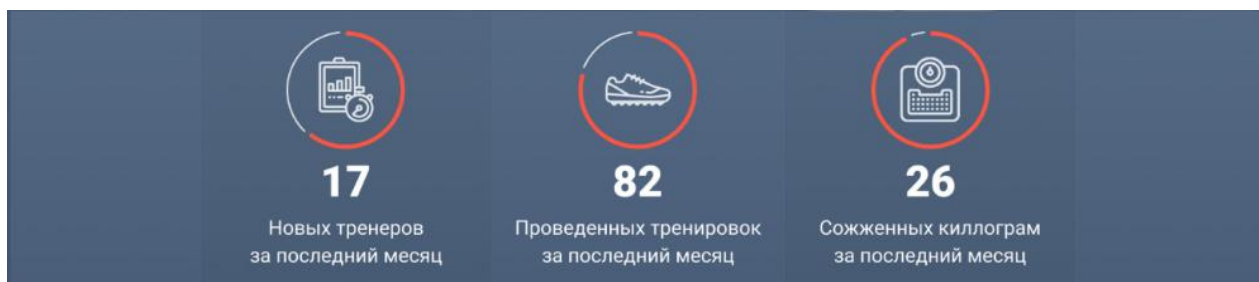 17
Новых тренеров
за последний месяц
82
Проведенных тренировок
за последний месяц
26
Сожженных киллограм
за последний месяц